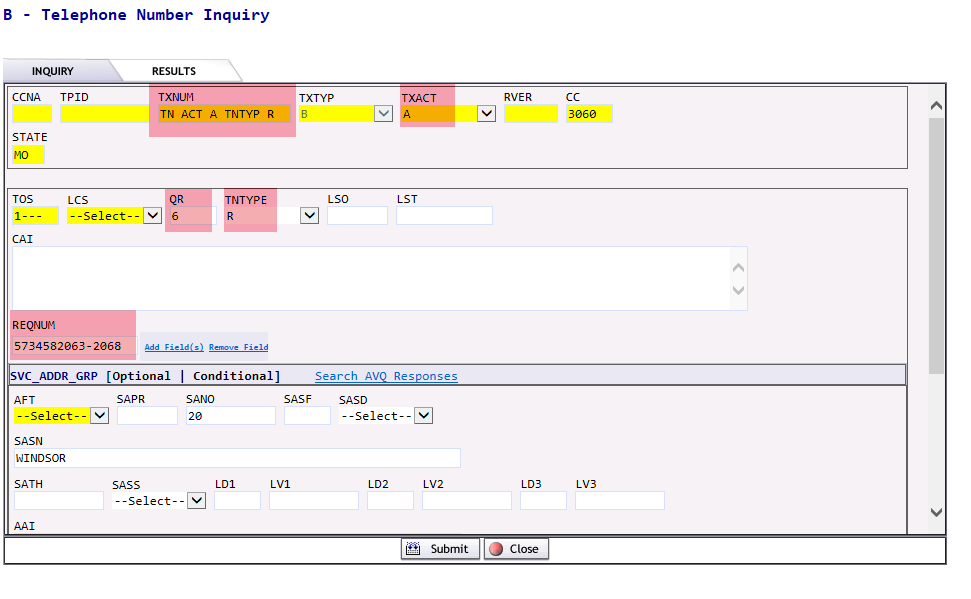 B - Telephone Number Inquiry
INQUIRY RESULTS
CCNA TPID TXNUM TXTYP TXACT RVER CC
TN ACT A TNTYP R B A 3060
STATE
MO
TOS LCS QR TNTYPE LSO LST
1--- --Select-- 6 R
CAI
REQNUM
5734582063-2068 Add Field(s) Remove Field
SVC_ADDR_GRP [Optional | Conditional] Search AVQ Responses
AFT SAPR SANO SASF SASD
--Select-- 20 --Select--
SASN
WINDSOR
SATH SASS LD1 LV1 LD2 LV2 LD3 LV3
--Select--
AAI
Submit Close